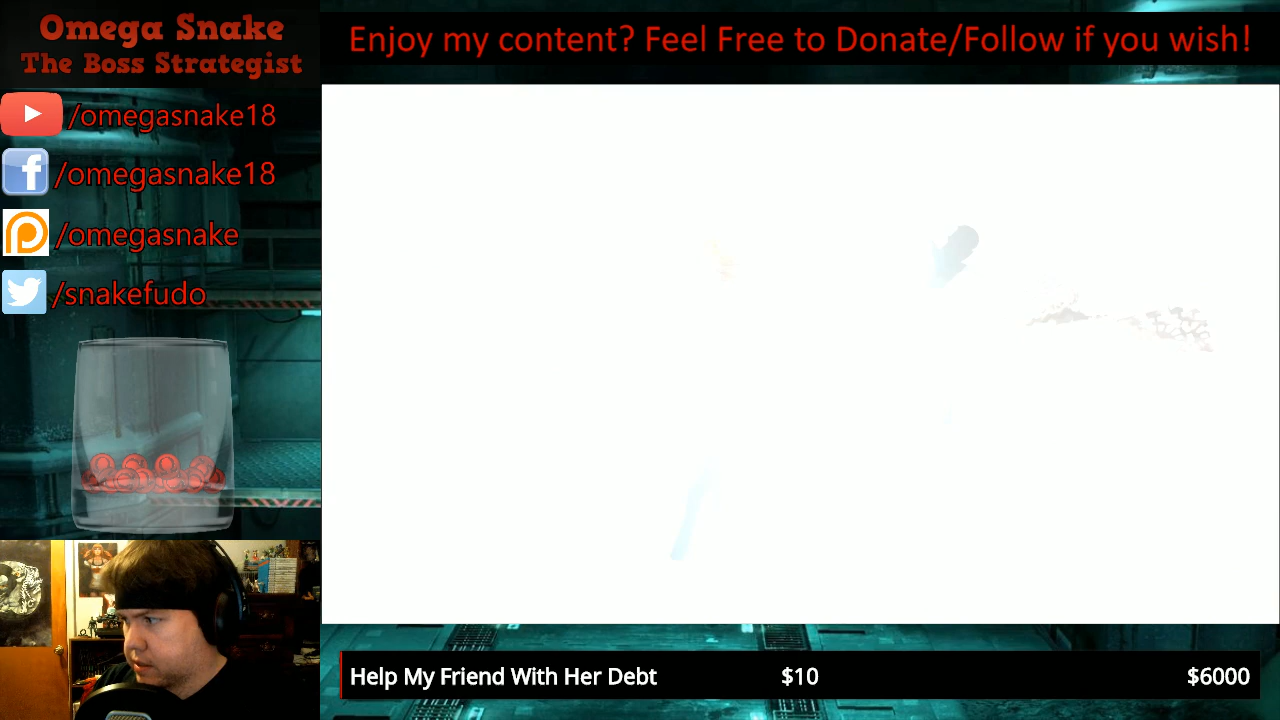 Omega Snake
The Boss Strategist
Enjoy my content? Feel Free to Donate/Follow if you wish!
/omegasnake18
/omegasnake18
/omegasnake
/snakefudo
Help My Friend With Her Debt $10 $6000